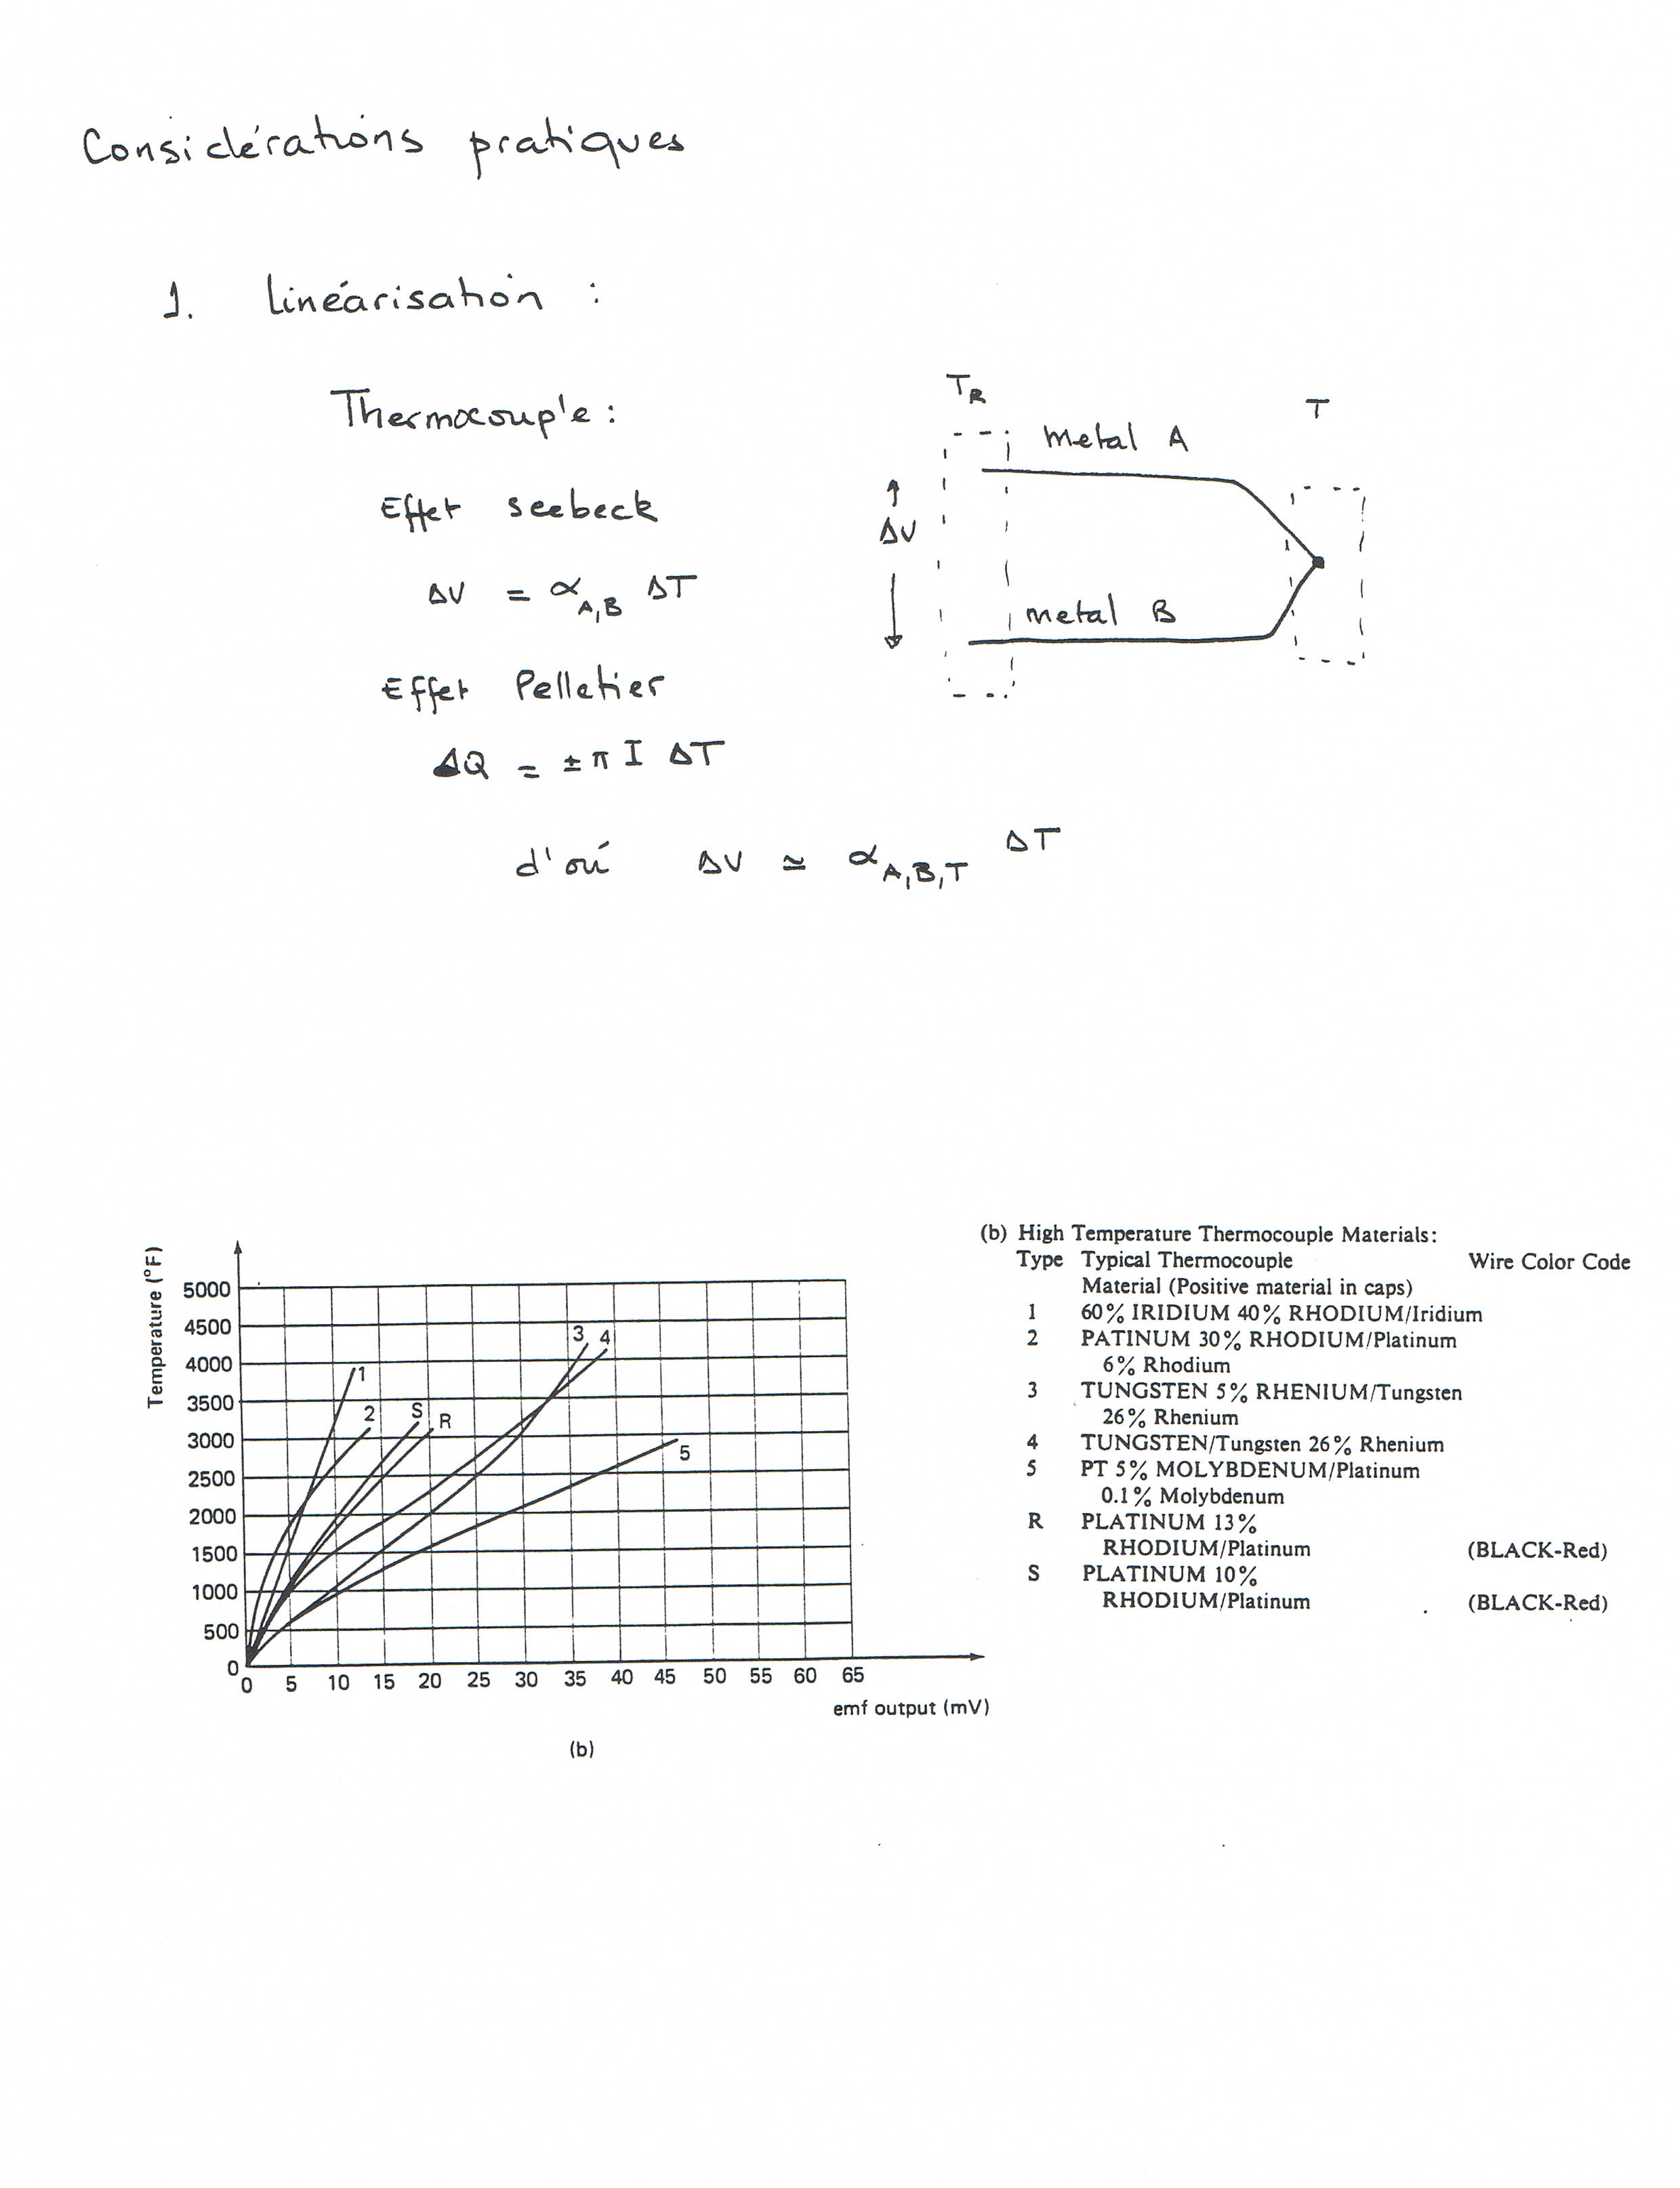 Considérations pratiques
1. linéarisation :
Thermocouple :
Effet seebeck
ΔV = α A,B ΔT
Effet Pelletier
ΔQ = ± π I ΔT
d'où ΔV ≃ α A,B,T ΔT
T R
T
metal A
ΔV
metal B
Temperature (°F)
5000
4500
4000
3500
3000
2500
2000
1500
1000
500
0
1
2
S
R
3
4
5
0 5 10 15 20 25 30 35 40 45 50 55 60 65
emf output (mV)
(b)
(b) High Temperature Thermocouple Materials:
Type Typical Thermocouple Wire Color Code
Material (Positive material in caps)
1 60% IRIDIUM 40% RHODIUM/Iridium
2 PATINUM 30% RHODIUM/Platinum
6% Rhodium
3 TUNGSTEN 5% RHENIUM/Tungsten
26% Rhenium
4 TUNGSTEN/Tungsten 26% Rhenium
5 PT 5% MOLYBDENUM/Platinum
0.1% Molybdenum
R PLATINUM 13%
RHODIUM/Platinum (BLACK-Red)
S PLATINUM 10%
RHODIUM/Platinum (BLACK-Red)